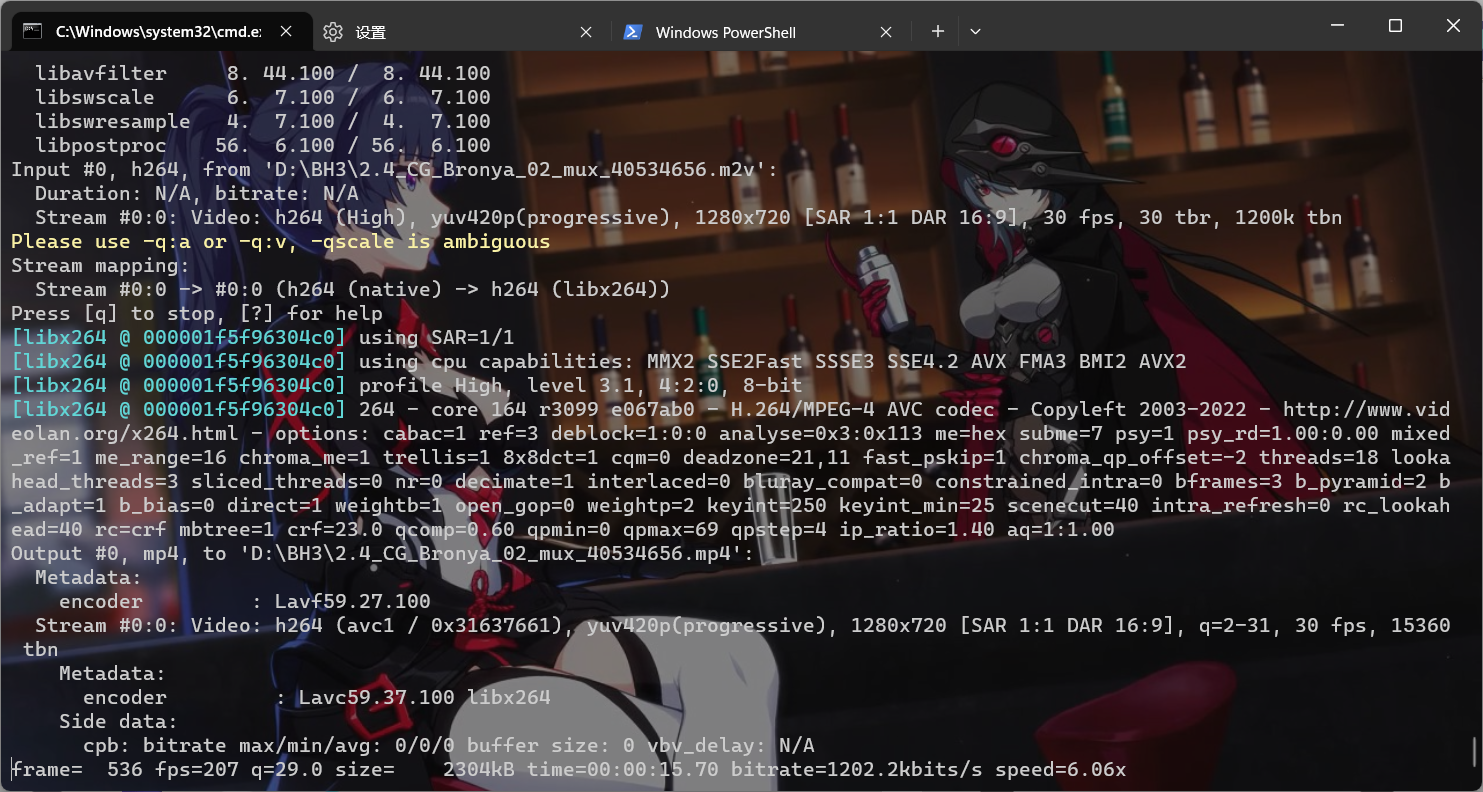 C:\Windows\system32\cmd.e:
设置
Windows PowerShell
libavfilter     8. 44.100 /  8. 44.100
libswscale      6.  7.100 /  6.  7.100
libswresample   4.  7.100 /  4.  7.100
libpostproc    56.  6.100 / 56.  6.100
Input #0, h264, from 'D:\BH3\2.4_CG_Bronya_02_mux_40534656.m2v':
Duration: N/A, bitrate: N/A
Stream #0:0: Video: h264 (High), yuv420p(progressive), 1280x720 [SAR 1:1 DAR 16:9], 30 fps, 30 tbr, 1200k tbn
Please use -q:a or -q:v, -qscale is ambiguous
Stream mapping:
Stream #0:0 -> #0:0 (h264 (native) -> h264 (libx264))
Press [q] to stop, [?] for help
[libx264 @ 000001f5f96304c0] using SAR=1/1
[libx264 @ 000001f5f96304c0] using cpu capabilities: MMX2 SSE2Fast SSSE3 SSE4.2 AVX FMA3 BMI2 AVX2
[libx264 @ 000001f5f96304c0] profile High, level 3.1, 4:2:0, 8-bit
[libx264 @ 000001f5f96304c0] 264 - core 164 r3099 e067ab0 - H.264/MPEG-4 AVC codec - Copyleft 2003-2022 - http://www.vid
eolan.org/x264.html - options: cabac=1 ref=3 deblock=1:0:0 analyse=0x3:0x113 me=hex subme=7 psy=1 psy_rd=1.00:0.00 mixed
_ref=1 me_range=16 chroma_me=1 trellis=1 8x8dct=1 cqm=0 deadzone=21,11 fast_pskip=1 chroma_qp_offset=-2 threads=18 looka
head_threads=3 sliced_threads=0 nr=0 decimate=1 interlaced=0 bluray_compat=0 constrained_intra=0 bframes=3 b_pyramid=2 b
_adapt=1 b_bias=0 direct=1 weightb=1 open_gop=0 weightp=2 keyint=250 keyint_min=25 scenecut=40 intra_refresh=0 rc_lookah
ead=40 rc=crf mbtree=1 crf=23.0 qcomp=0.60 qpmin=0 qpmax=69 qpstep=4 ip_ratio=1.40 aq=1:1.00
Output #0, mp4, to 'D:\BH3\2.4_CG_Bronya_02_mux_40534656.mp4':
Metadata:
encoder         : Lavf59.27.100
Stream #0:0: Video: h264 (avc1 / 0x31637661), yuv420p(progressive), 1280x720 [SAR 1:1 DAR 16:9], q=2-31, 30 fps, 15360
tbn
Metadata:
encoder         : Lavc59.37.100 libx264
Side data:
cpb: bitrate max/min/avg: 0/0/0 buffer size: 0 vbv_delay: N/A
frame=  536 fps=207 q=29.0 size=    2304kB time=00:00:15.70 bitrate=1202.2kbits/s speed=6.06x